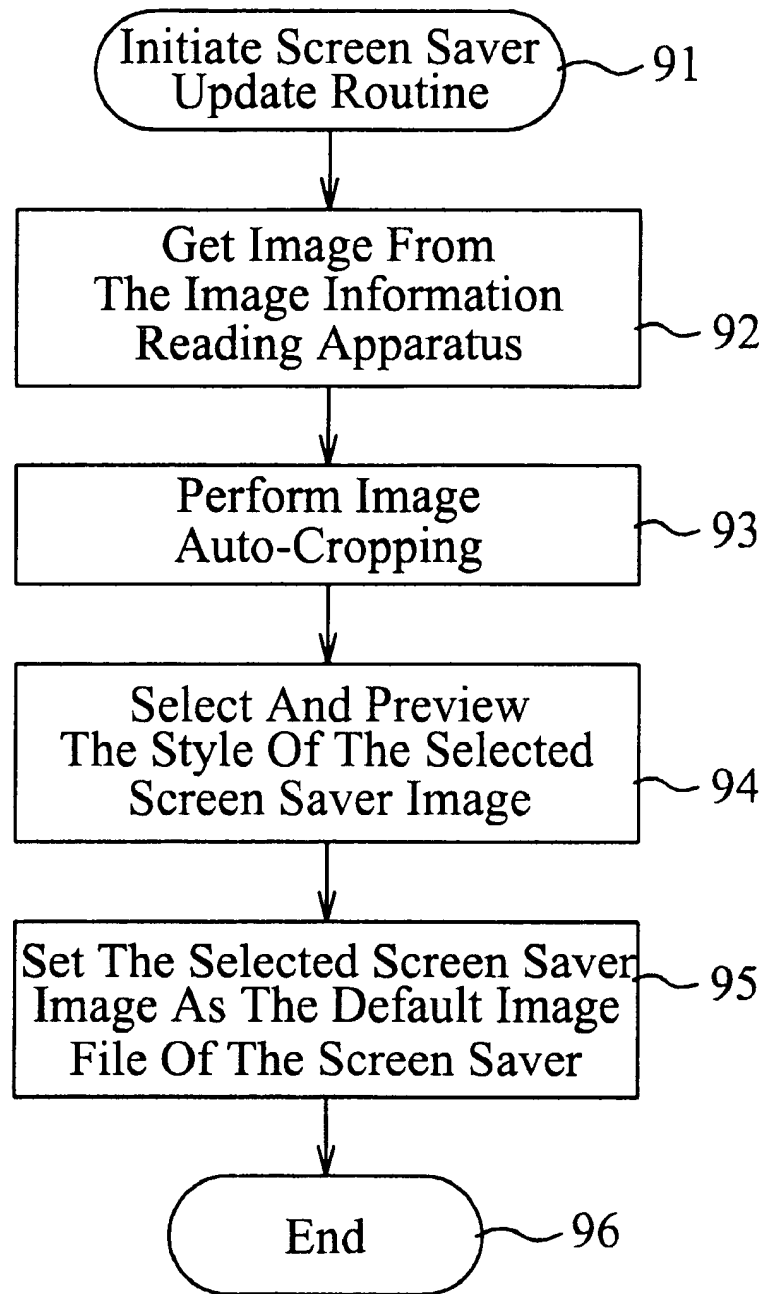 Initiate Screen Saver
Update Routine
91
Get Image From
The Image Information
Reading Apparatus
92
Perform Image
Auto-Cropping
93
Select And Preview
The Style Of The Selected
Screen Saver Image
94
Set The Selected Screen Saver
Image As The Default Image
File Of The Screen Saver
95
End
96